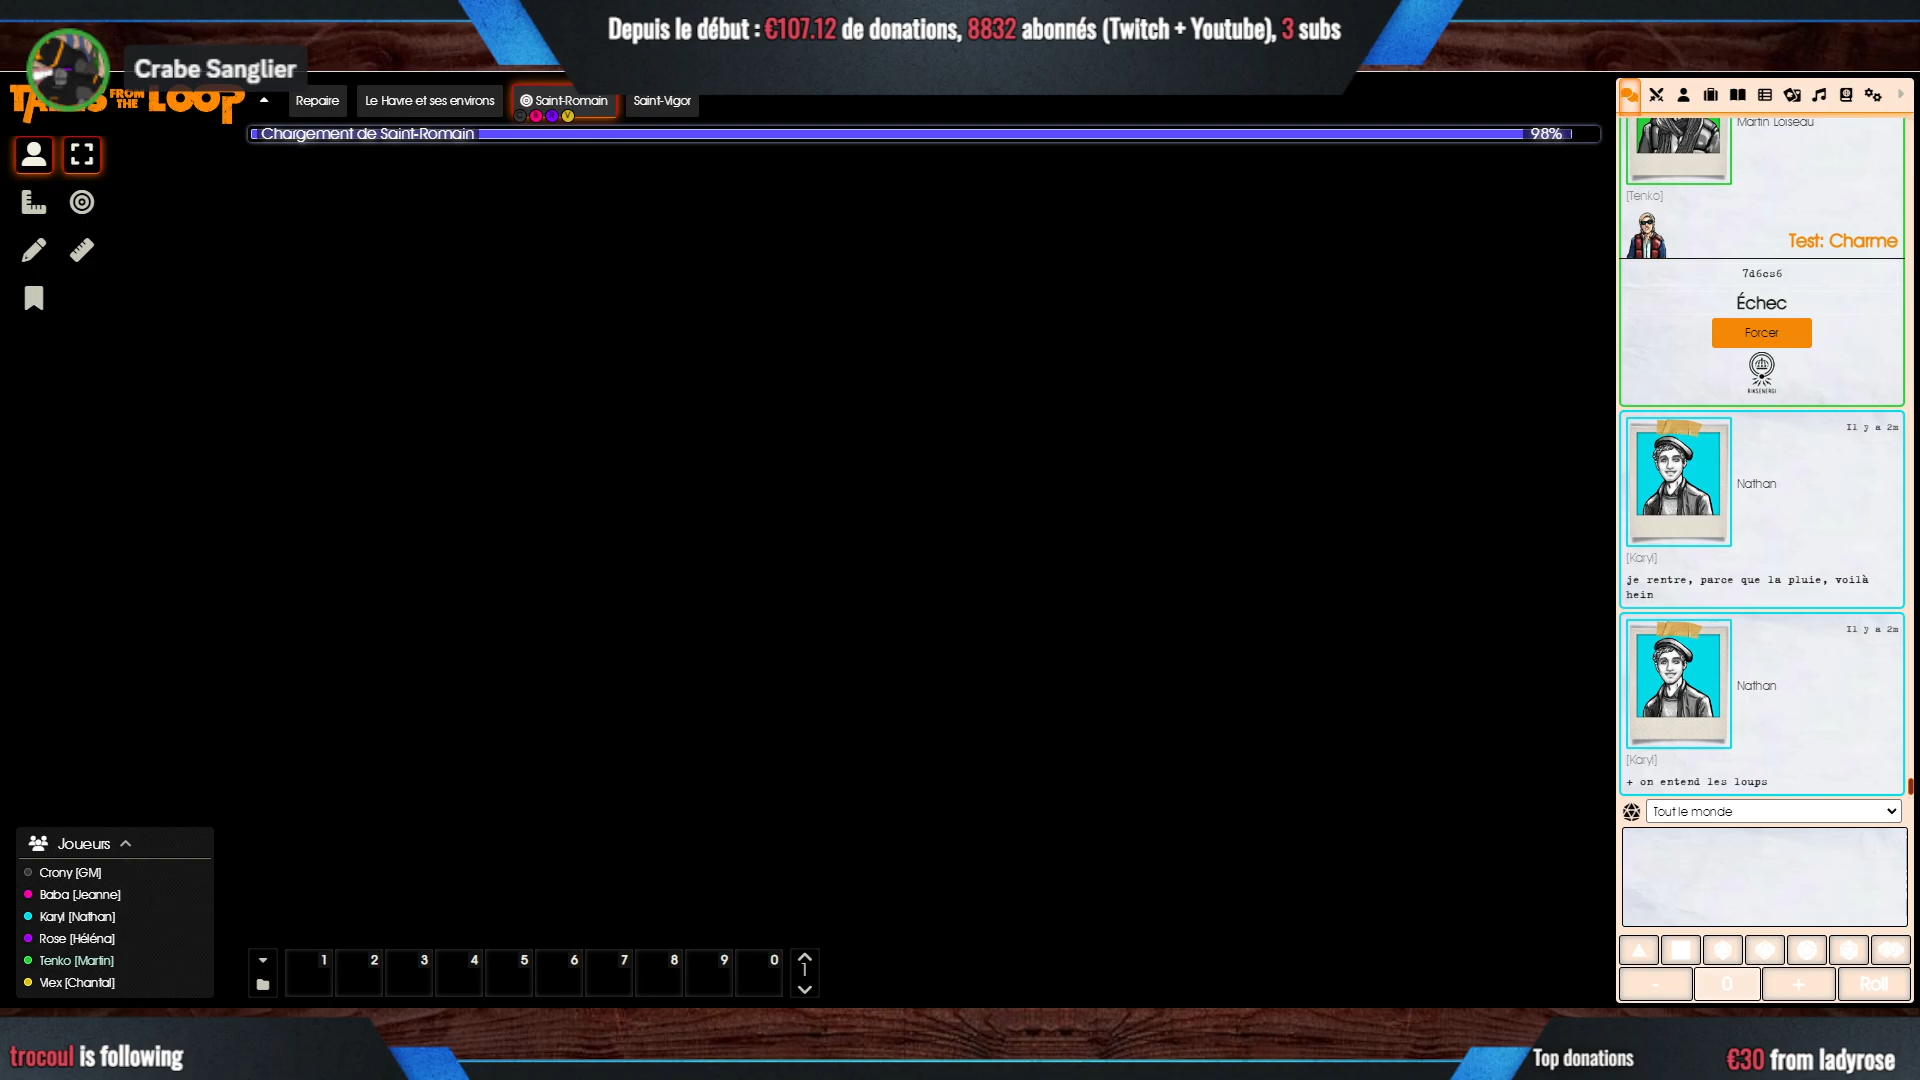 Depuis le début : €107.12 de donations, 8832 abonnés (Twitch + Youtube), 3 subs
Crabe Sanglier
TALES FROM THE LOOP
Repaire
Le Havre et ses environs
Saint-Romain
Saint-Vigor
Chargement de Saint-Romain
98%
Martin Loiseau
[Tenko]
Test: Charme
7d6cs6
Échec
Forcer
RIKSENERGI
Il y a 2m
Nathan
[Karyl]
je rentre, parce que la pluie, voilà
hein
Il y a 2m
Nathan
[Karyl]
+ on entend les loups
Tout le monde
- 0 + Roll
Joueurs
Crony [GM]
Baba [Jeanne]
Karyl [Nathan]
Rose [Héléna]
Tenko [Martin]
Vlex [Chantal]
1 2 3 4 5 6 7 8 9 0
1
trocoul is following
Top donations
€30 from ladyrose